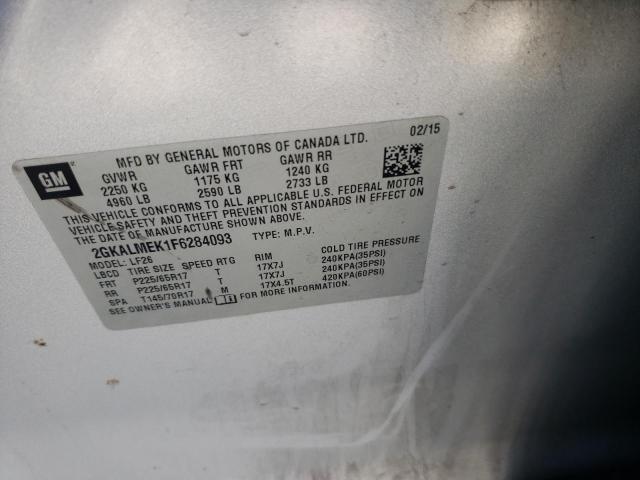 GM
MFD BY GENERAL MOTORS OF CANADA LTD. 02/15
GVWR GAWR FRT GAWR RR
2250 KG 1175 KG 1240 KG
4960 LB 2590 LB 2733 LB
THIS VEHICLE CONFORMS TO ALL APPLICABLE U.S. FEDERAL MOTOR
VEHICLE SAFETY AND THEFT PREVENTION STANDARDS IN EFFECT ON
THE DATE OF MANUFACTURE SHOWN ABOVE.
2GKALMEK1F6284093 TYPE: M.P.V.
MODEL: LF26
LBCD TIRE SIZE SPEED RTG RIM COLD TIRE PRESSURE
FRT P225/65R17 T 17X7J 240KPA(35PSI)
RR P225/65R17 T 17X7J 240KPA(35PSI)
SPA T145/70R17 M 17X4.5T 420KPA(60PSI)
SEE OWNER'S MANUAL FOR MORE INFORMATION.